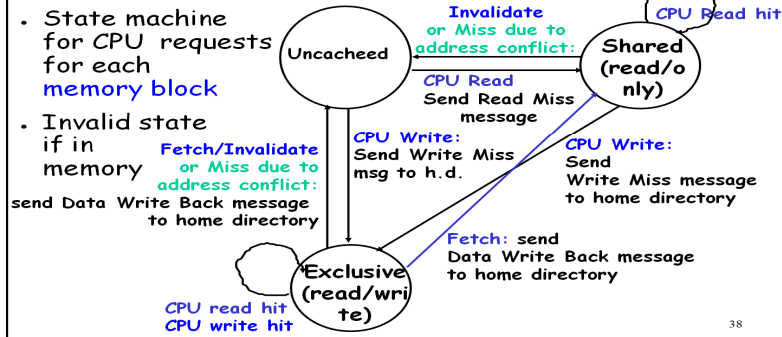 . State machine
for CPU requests
for each
memory block
. Invalid state
if in
memory
Uncacheed
Invalidate
or Miss due to
address conflict:
CPU Read
Send Read Miss
message
CPU Read hit
Shared
(read/o
nly)
Fetch/Invalidate
or Miss due to
address conflict:
send Data Write Back message
to home directory
CPU Write:
Send Write Miss
msg to h.d.
CPU Write:
Send
Write Miss message
to home directory
Fetch: send
Data Write Back message
to home directory
Exclusive
(read/wri
te)
CPU read hit
CPU write hit
38